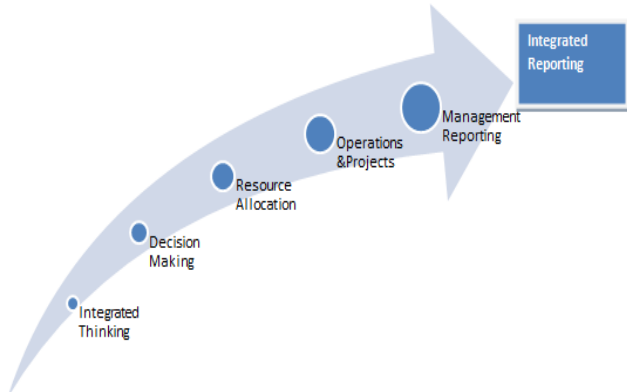 Integrated
Reporting
Management
Reporting
Operations
&Projects
Resource
Allocation
Decision
Making
Integrated
Thinking